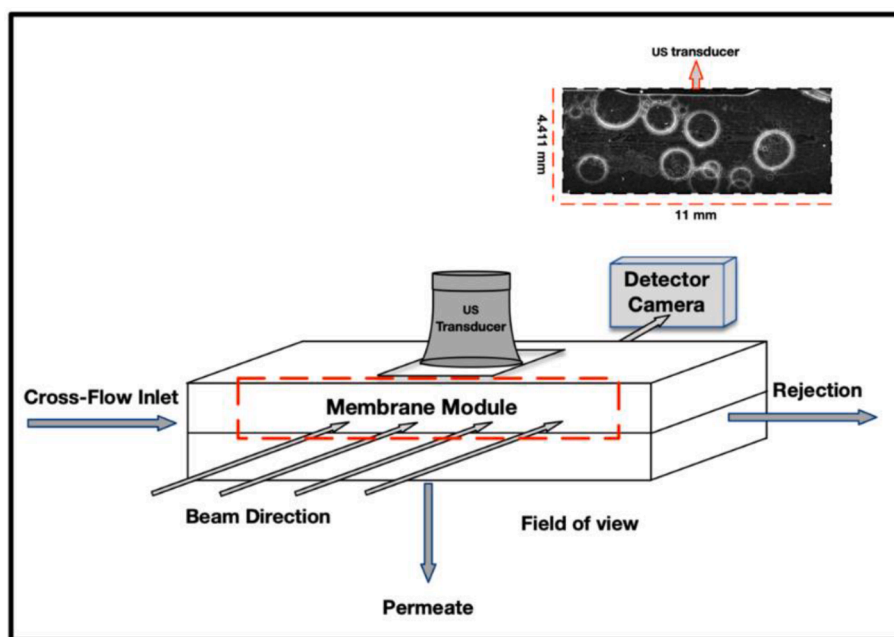 US transducer
4.411 mm
11 mm
Detector
Camera
US
Transducer
Cross-Flow Inlet
Membrane Module
Rejection
Beam Direction
Field of view
Permeate